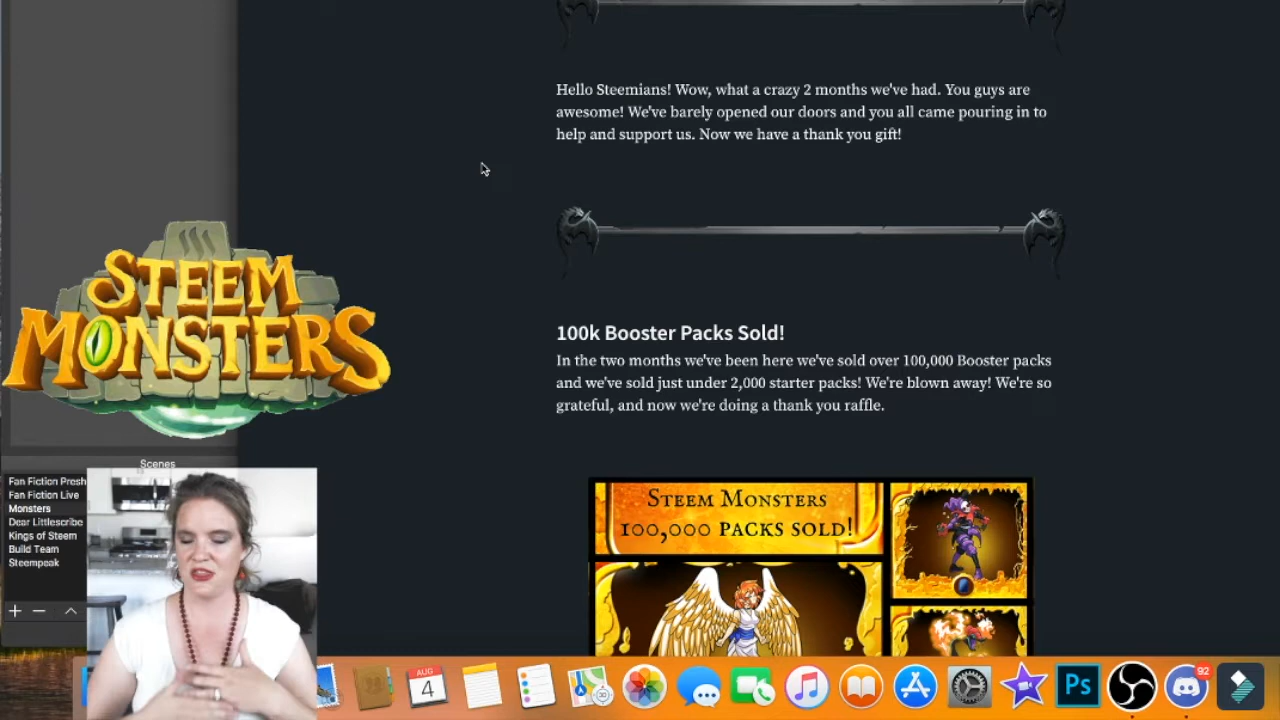 Hello Steemians! Wow, what a crazy 2 months we've had. You guys are
awesome! We've barely opened our doors and you all came pouring in to
help and support us. Now we have a thank you gift!
STEEM
MONSTERS
100k Booster Packs Sold!
In the two months we've been here we've sold over 100,000 Booster packs
and we've sold just under 2,000 starter packs! We're blown away! We're so
grateful, and now we're doing a thank you raffle.
Scenes
Fan Fiction Presh
Fan Fiction Live
Monsters
Dear Littlescribe
Kings of Steem
Build Team
Steempeak
STEEM MONSTERS
100,000 PACKS SOLD!
AUG
4
Ps
92